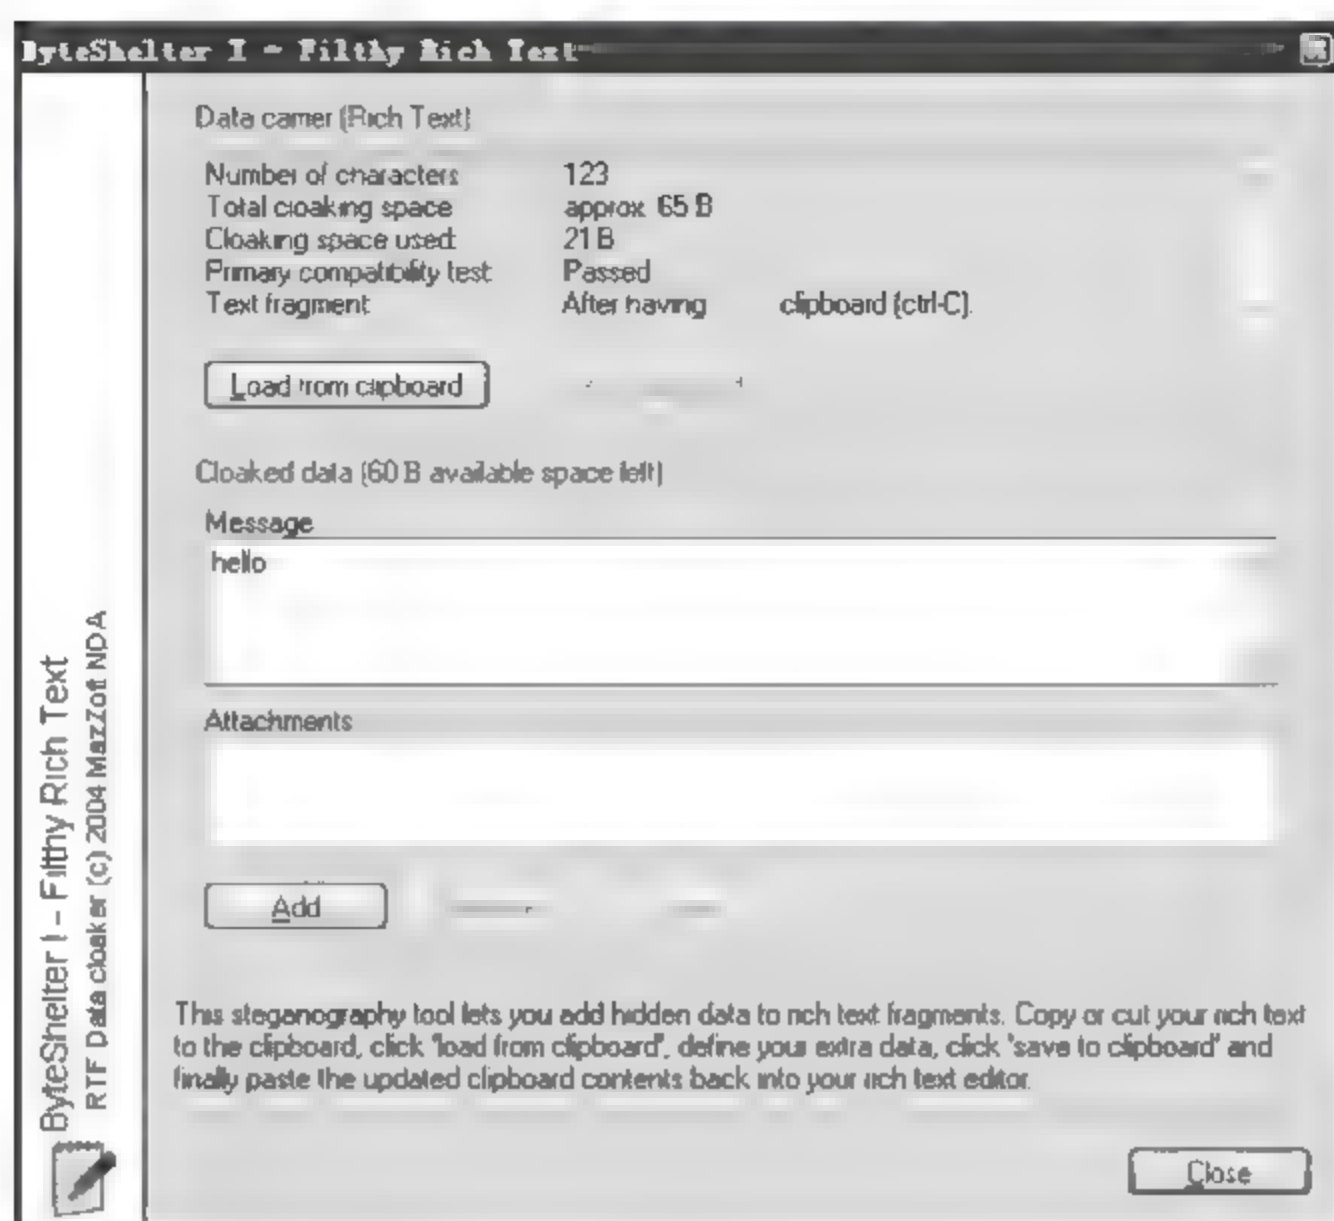 ByteShelter I - Filthy Rich Text
Data carrier (Rich Text)
Number of characters 123
Total cloaking space approx. 65 B
Cloaking space used: 21 B
Primary compatibility test: Passed
Text fragment: After having clipboard (ctrl-C).
Load from clipboard
Cloaked data (60 B available space left)
Message
hello
Attachments
Add
This steganography tool lets you add hidden data to rich text fragments. Copy or cut your rich text
to the clipboard, click 'load from clipboard', define your extra data, click 'save to clipboard' and
finally paste the updated clipboard contents back into your rich text editor.
Close
ByteShelter I - Filthy Rich Text
RTF Data cloaker (c) 2004 MazZoft NDA